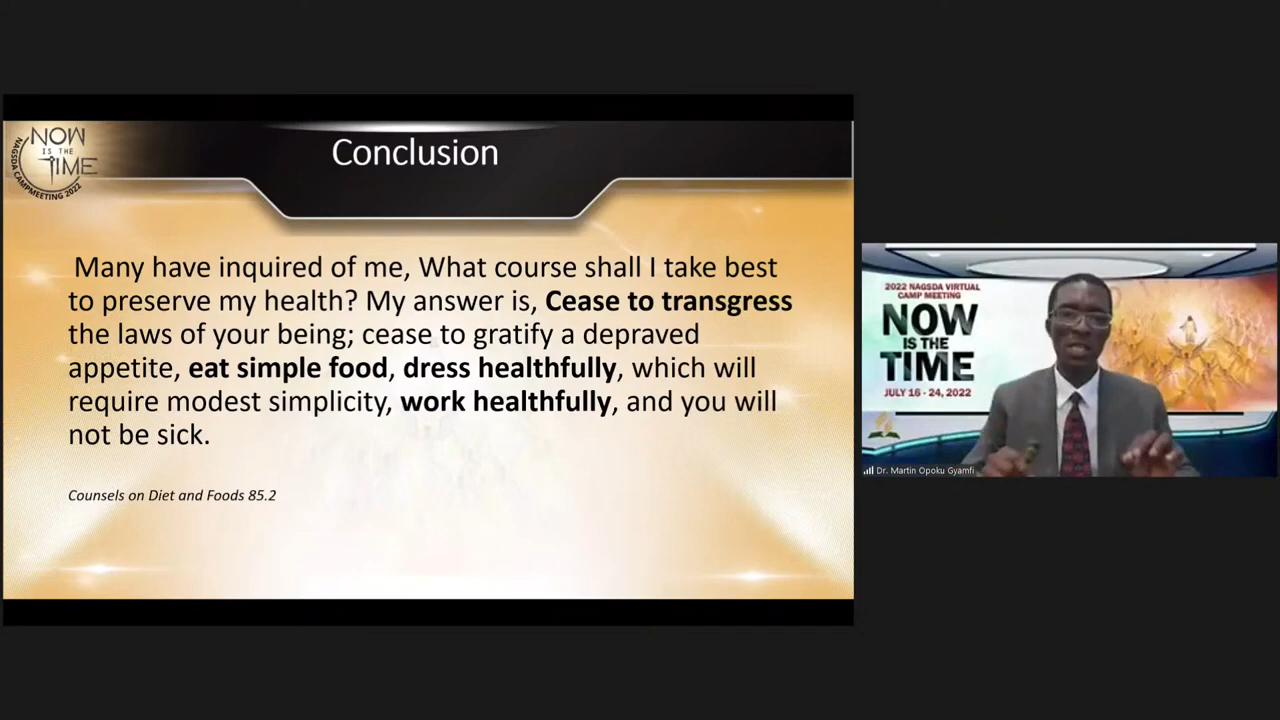 NOW
IS THE
TIME
NAGSDA CAMPMEETING 2022
Conclusion
Many have inquired of me, What course shall I take best
to preserve my health? My answer is, Cease to transgress
the laws of your being; cease to gratify a depraved
appetite, eat simple food, dress healthfully, which will
require modest simplicity, work healthfully, and you will
not be sick.
Counsels on Diet and Foods 85.2
2022 NAGSDA VIRTUAL
CAMP MEETING
NOW
IS THE
TIME
JULY 16 - 24, 2022
Dr. Martin Opoku Gyamfi